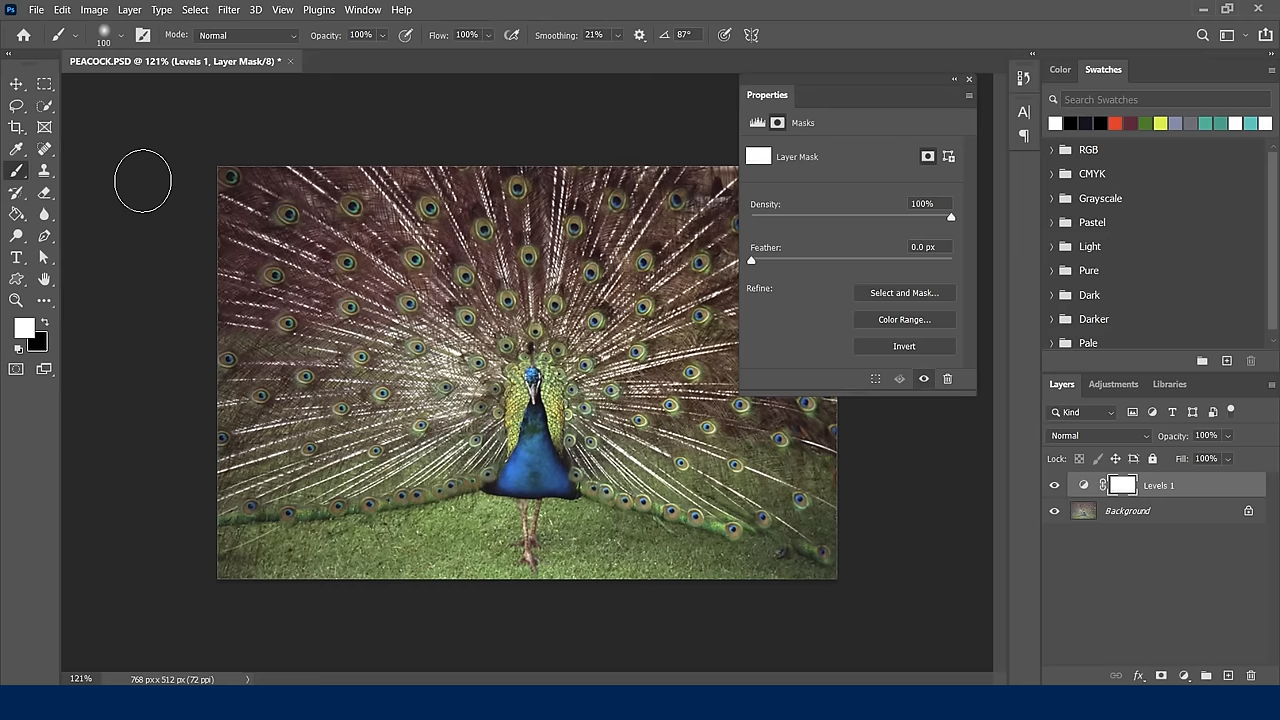 Ps File Edit Image Layer Type Select Filter 3D View Plugins Window Help
100 Mode: Normal Opacity: 100% Flow: 100% Smoothing: 21% 87°
PEACOCK.PSD @ 121% (Levels 1, Layer Mask/8) *
Color Swatches
Properties
Search Swatches
Masks
RGB
Layer Mask
CMYK
Grayscale
Density: 100%
Pastel
Light
Feather: 0.0 px
Pure
Refine: Select and Mask...
Dark
Color Range...
Darker
Invert
Pale
Layers Adjustments Libraries
Kind
Normal Opacity: 100%
Lock: Fill: 100%
Levels 1
Background
121% 768 px x 512 px (72 ppi)